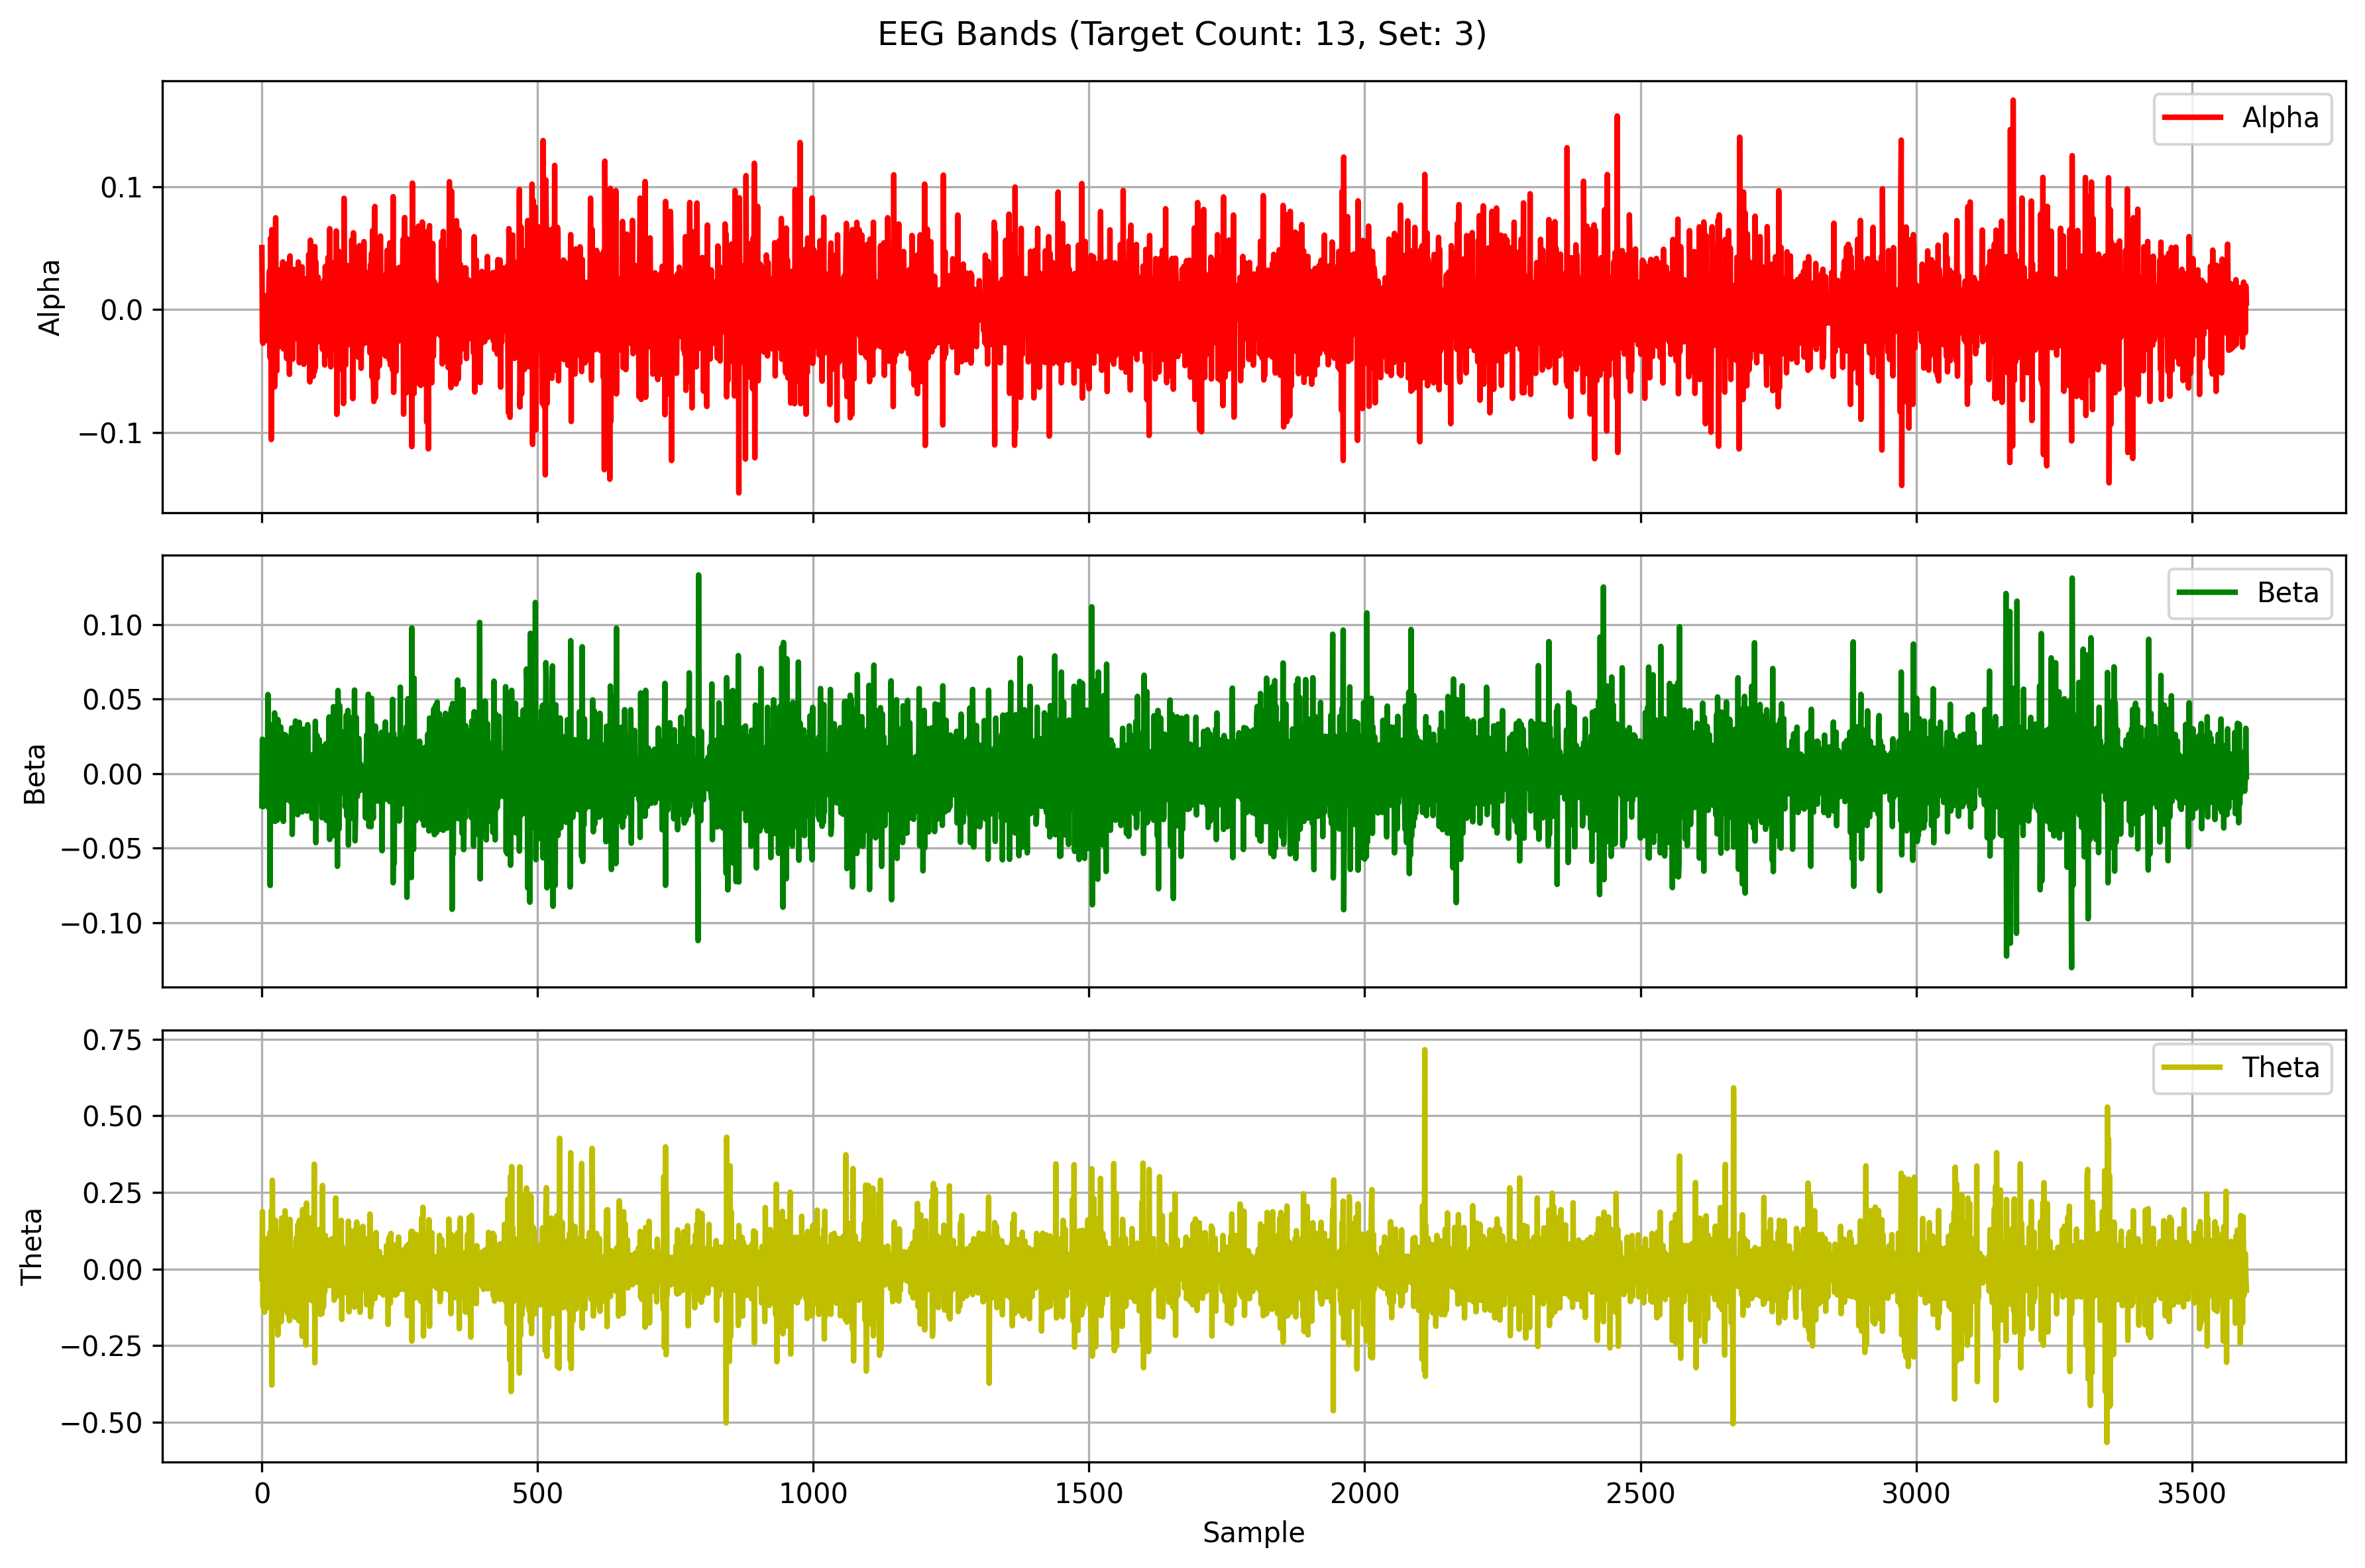 EEG Bands (Target Count: 13, Set: 3)
Alpha
0.1
0.0
−0.1
Alpha
Beta
0.10
0.05
0.00
−0.05
−0.10
Beta
0.75
Theta
0.50
0.25
0.00
−0.25
−0.50
Theta
0 500 1000 1500 2000 2500 3000 3500
Sample